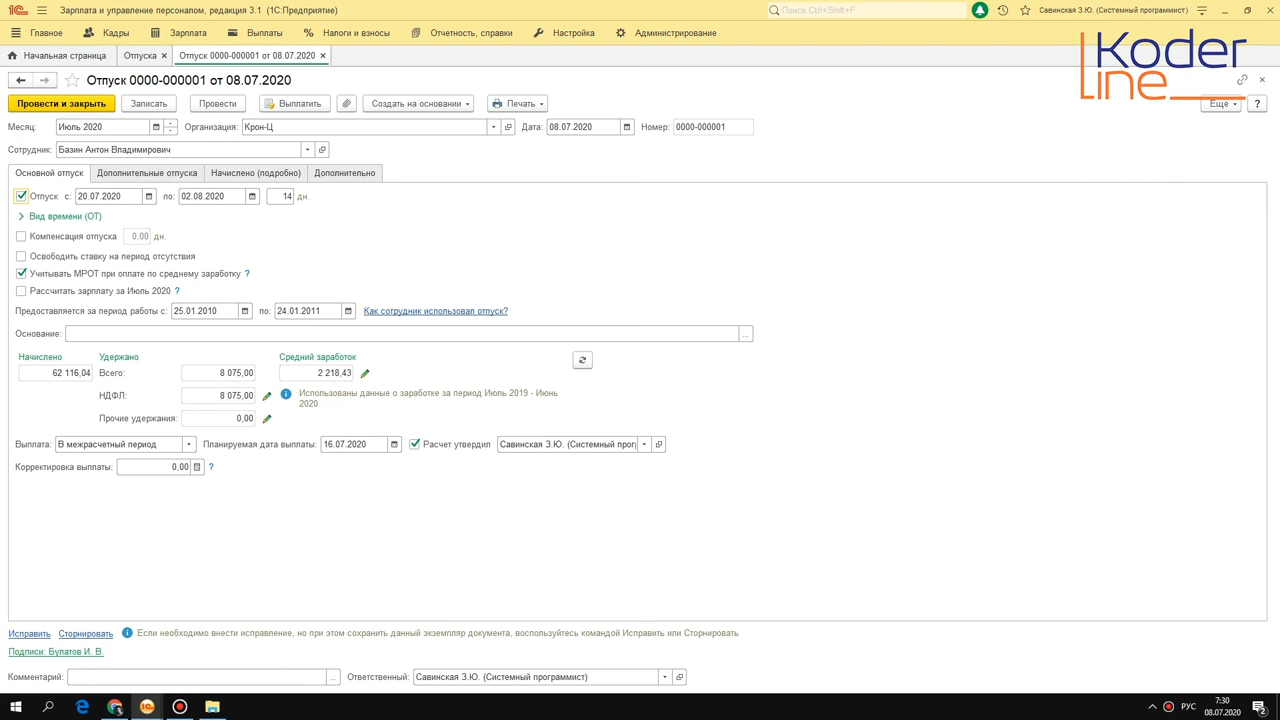 Зарплата и управление персоналом, редакция 3.1 (1С:Предприятие)
Поиск Ctrl+Shift+F
Савинская З.Ю. (Системный программист)
Главное Кадры Зарплата Выплаты Налоги и взносы Отчетность, справки Настройка Администрирование
Начальная страница Отпуска Отпуск 0000-000001 от 08.07.2020
Koder
line
Отпуск 0000-000001 от 08.07.2020
Провести и закрыть Записать Провести Выплатить Создать на основании Печать Еще ?
Месяц: Июль 2020 Организация: Крон-Ц Дата: 08.07.2020 Номер: 0000-000001
Сотрудник: Базин Антон Владимирович
Основной отпуск Дополнительные отпуска Начислено (подробно) Дополнительно
Отпуск с: 20.07.2020 по: 02.08.2020 14 дн.
Вид времени (ОТ)
Компенсация отпуска 0,00 дн.
Освободить ставку на период отсутствия
Учитывать МРОТ при оплате по среднему заработку ?
Рассчитать зарплату за Июль 2020 ?
Предоставляется за период работы с: 25.01.2010 по: 24.01.2011 Как сотрудник использовал отпуск?
Основание: ...
Начислено Удержано Средний заработок
62 116,04 Всего: 8 075,00 2 218,43
НДФЛ: 8 075,00 Использованы данные о заработке за период Июль 2019 - Июнь
2020
Прочие удержания: 0,00
Выплата: В межрасчетный период Планируемая дата выплаты: 16.07.2020 Расчет утвердил Савинская З.Ю. (Системный прог
Корректировка выплаты: 0,00 ?
Исправить Сторнировать Если необходимо внести исправление, но при этом сохранить данный экземпляр документа, воспользуйтесь командой Исправить или Сторнировать
Подписи: Булатов И. В.
Комментарий: ... Ответственный: Савинская З.Ю. (Системный программист)
РУС
7:30
08.07.2020
2